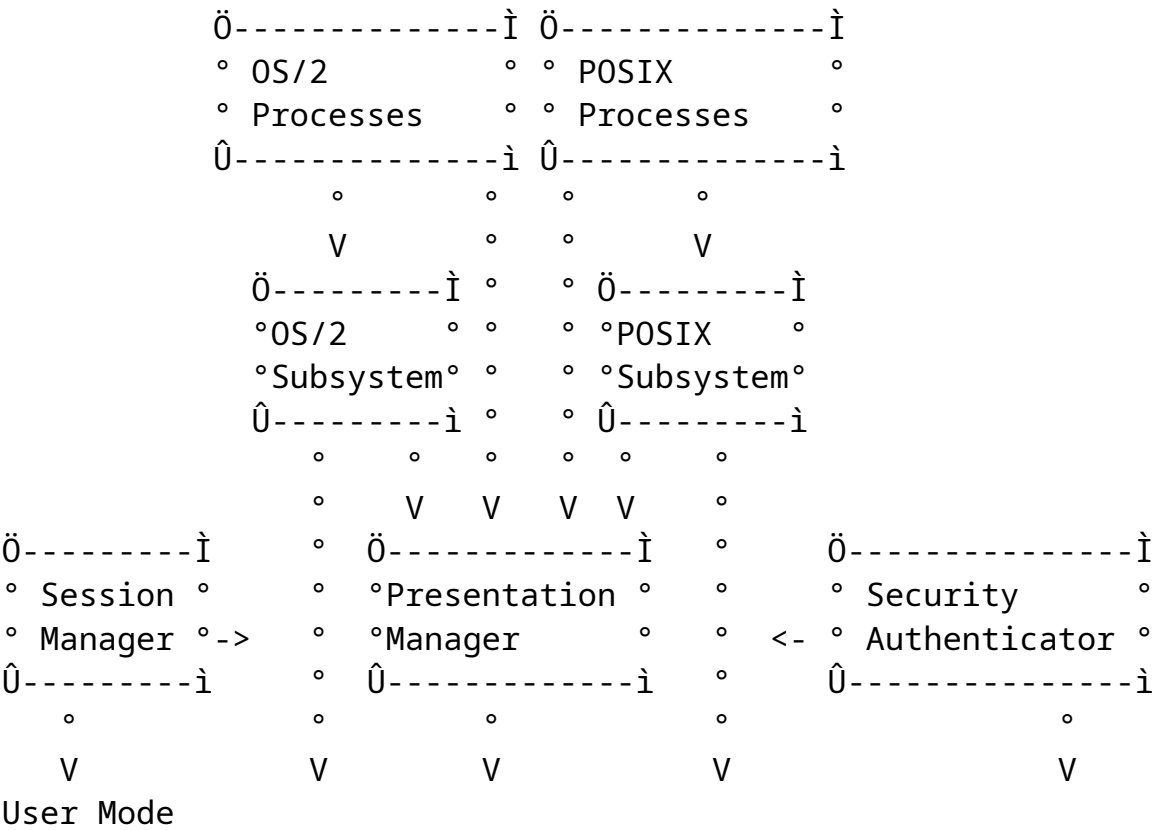 Ö--------------Ì Ö--------------Ì
° OS/2         ° ° POSIX        °
° Processes    ° ° Processes    °
Û--------------ì Û--------------ì
°       °   °      °
V       °   °      V
Ö---------Ì °   ° Ö---------Ì
°OS/2     ° °   ° °POSIX    °
°Subsystem° °   ° °Subsystem°
Û---------ì °   ° Û---------ì
°    °   °   °  °    °
°    V   V   V  V    °
Ö---------Ì     °  Ö-------------Ì   °     Ö---------------Ì
° Session °     °  °Presentation °   °     ° Security      °
° Manager °->   °  °Manager      °   °  <- ° Authenticator °
Û---------ì     °  Û-------------ì   °     Û---------------ì
°            °        °           °                 °
V            V        V           V                 V
User Mode